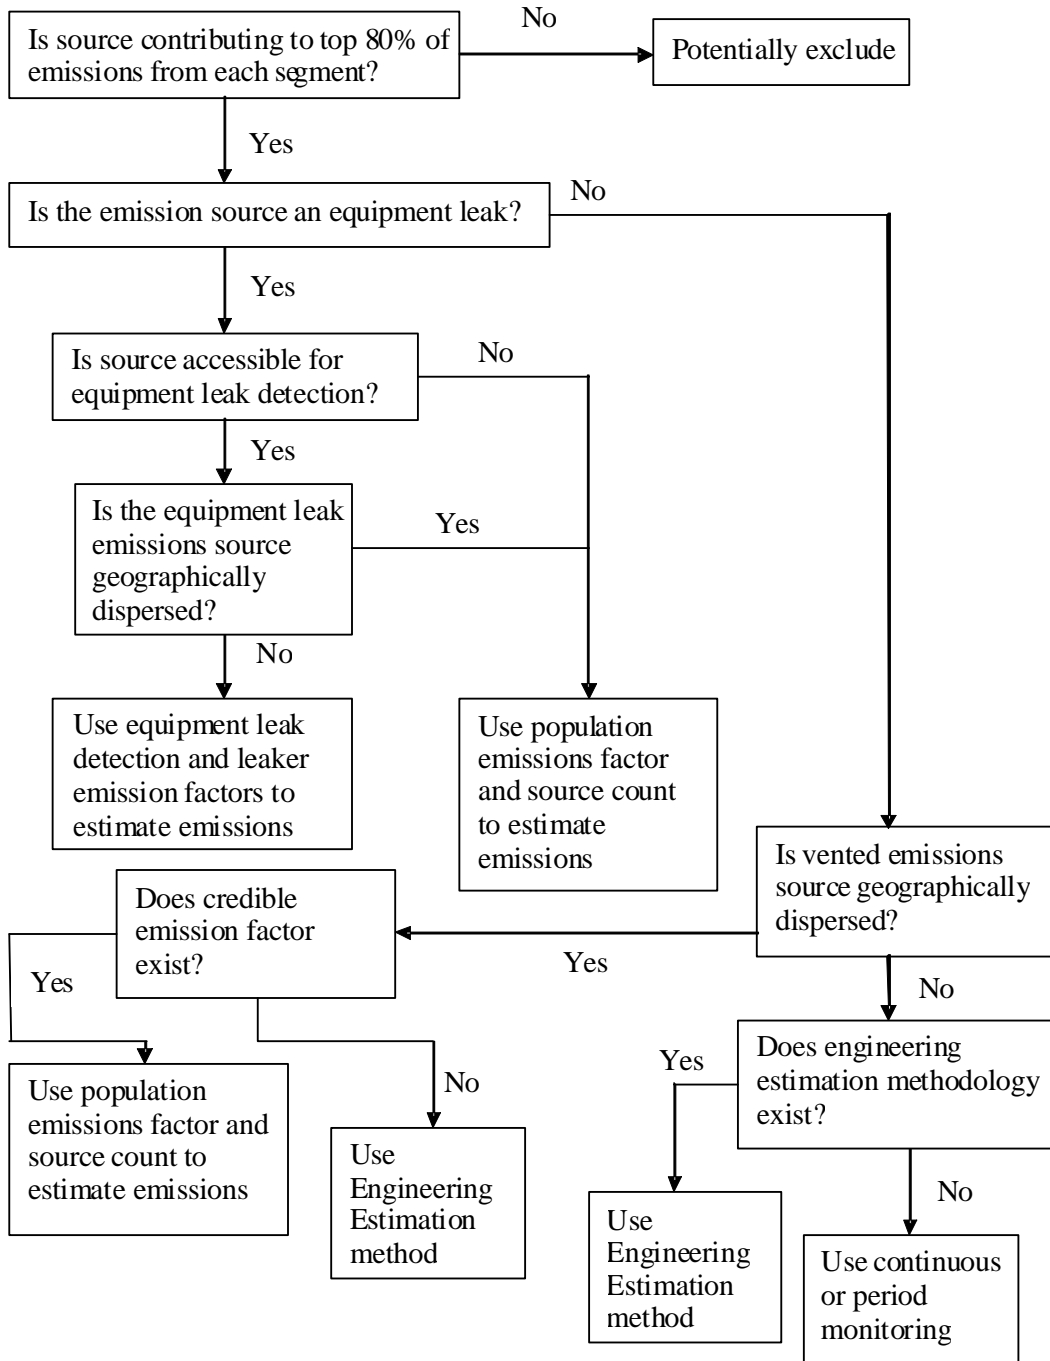 No
Is source contributing to top 80% of
emissions from each segment?
Potentially exclude
Yes
No
Is the emission source an equipment leak?
Yes
Is source accessible for
equipment leak detection?
No
Yes
Is the equipment leak
emissions source
geographically
dispersed?
Yes
No
Use equipment leak
detection and leaker
emission factors to
estimate emissions
Use population
emissions factor
and source count
to estimate
emissions
Is vented emissions
source geographically
dispersed?
Does credible
emission factor
exist?
Yes
Yes
No
Does engineering
estimation methodology
exist?
Yes
No
Use population
emissions factor and
source count to
estimate emissions
Use
Engineering
Estimation
method
No
Use
Engineering
Estimation
method
Use continuous
or period
monitoring